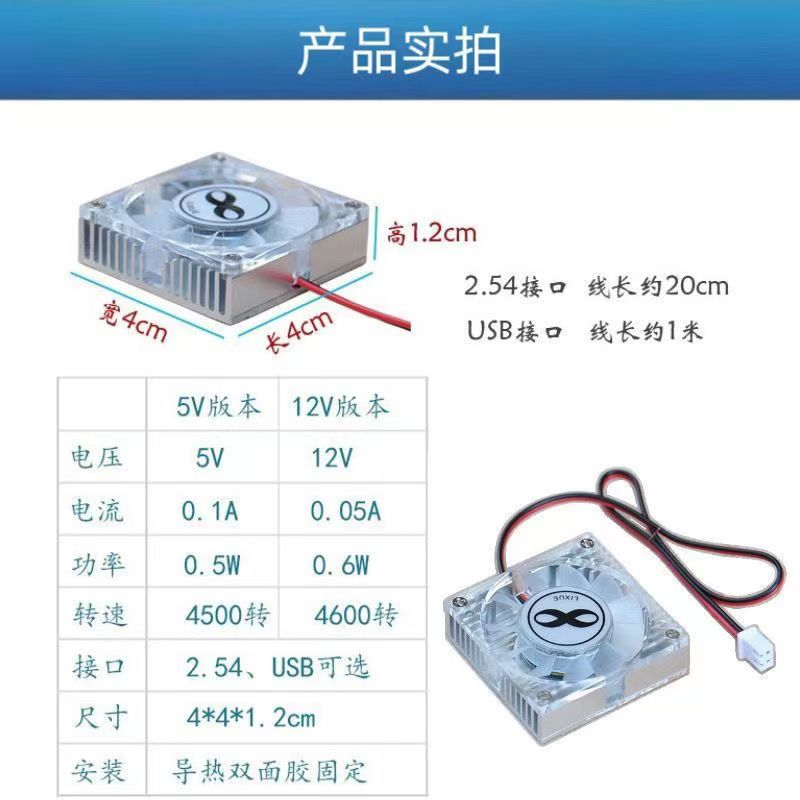 产品实拍
高1.2cm
宽4cm
长4cm
2.54接口 线长约20cm
USB接口 线长约1米
5V版本 12V版本
电压 5V 12V
电流 0.1A 0.05A
功率 0.5W 0.6W
转速 4500转 4600转
接口 2.54、USB可选
尺寸 4*4*1.2cm
安装 导热双面胶固定
LIXUE